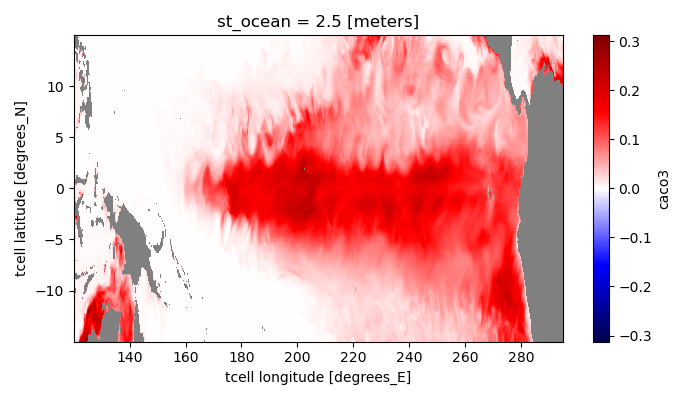 st_ocean = 2.5 [meters]
10
5
0
−5
−10
tcell latitude [degrees_N]
140 160 180 200 220 240 260 280
tcell longitude [degrees_E]
0.3
0.2
0.1
0.0
−0.1
−0.2
−0.3
caco3